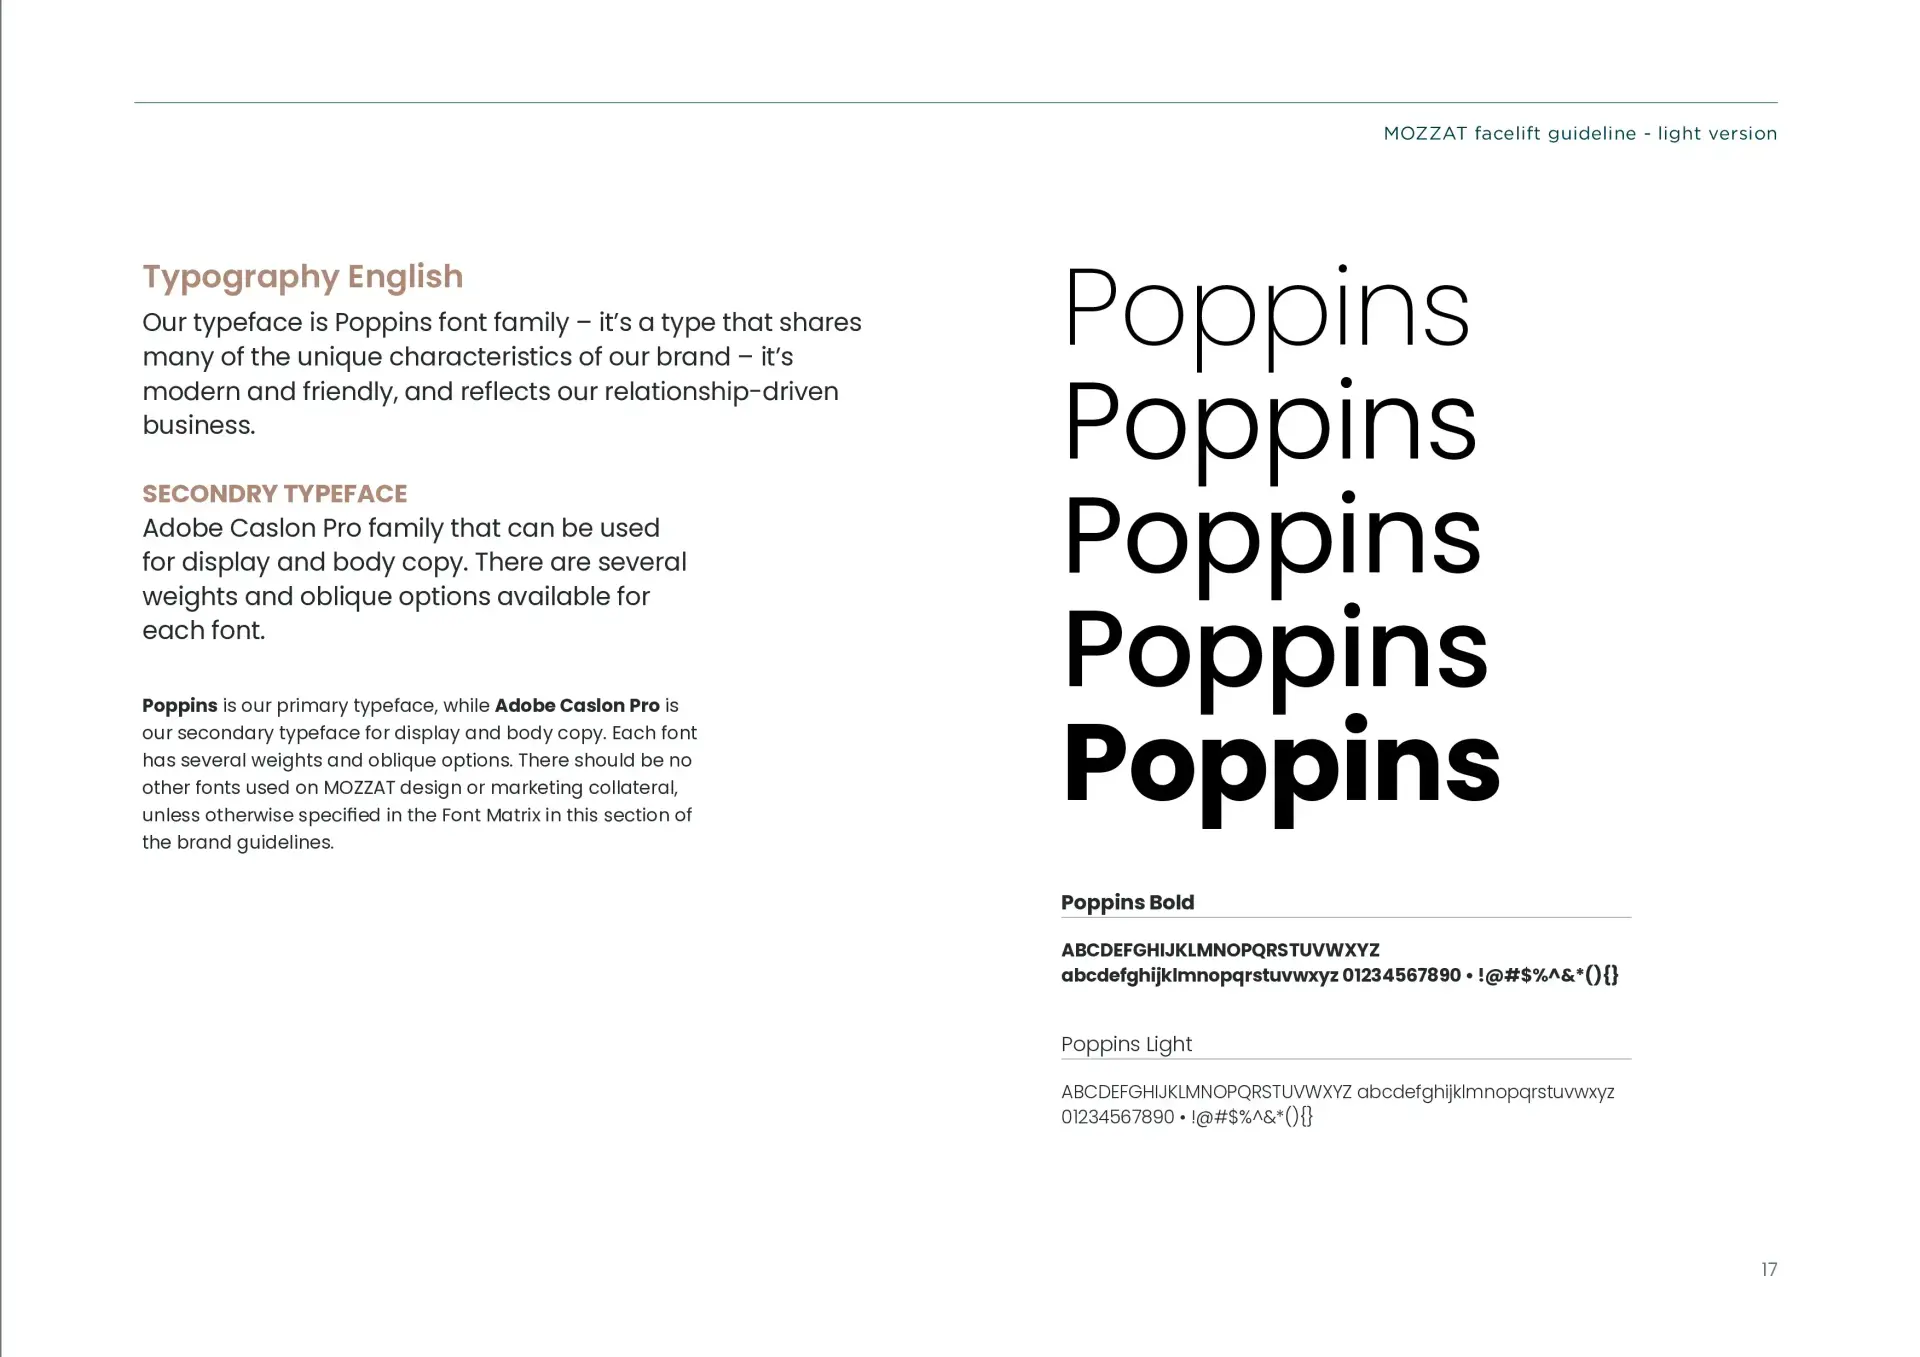 MOZZAT facelift guideline - light version
Typography English
Our typeface is Poppins font family – it’s a type that shares
many of the unique characteristics of our brand – it’s
modern and friendly, and reflects our relationship-driven
business.
SECONDRY TYPEFACE
Adobe Caslon Pro family that can be used
for display and body copy. There are several
weights and oblique options available for
each font.
Poppins is our primary typeface, while Adobe Caslon Pro is
our secondary typeface for display and body copy. Each font
has several weights and oblique options. There should be no
other fonts used on MOZZAT design or marketing collateral,
unless otherwise specified in the Font Matrix in this section of
the brand guidelines.
Poppins
Poppins
Poppins
Poppins
Poppins
Poppins Bold
ABCDEFGHIJKLMNOPQRSTUVWXYZ
abcdefghijklmnopqrstuvwxyz 01234567890 • !@#$%^&*(){}
Poppins Light
ABCDEFGHIJKLMNOPQRSTUVWXYZ abcdefghijklmnopqrstuvwxyz
01234567890 • !@#$%^&*(){}
17